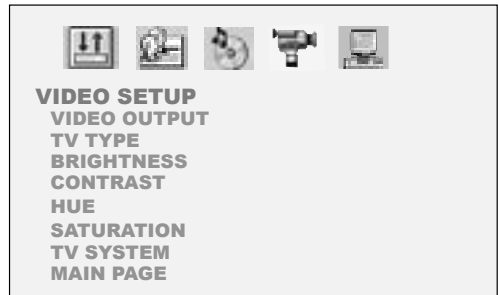 VIDEO SETUP
VIDEO OUTPUT
TV TYPE
BRIGHTNESS
CONTRAST
HUE
SATURATION
TV SYSTEM
MAIN PAGE